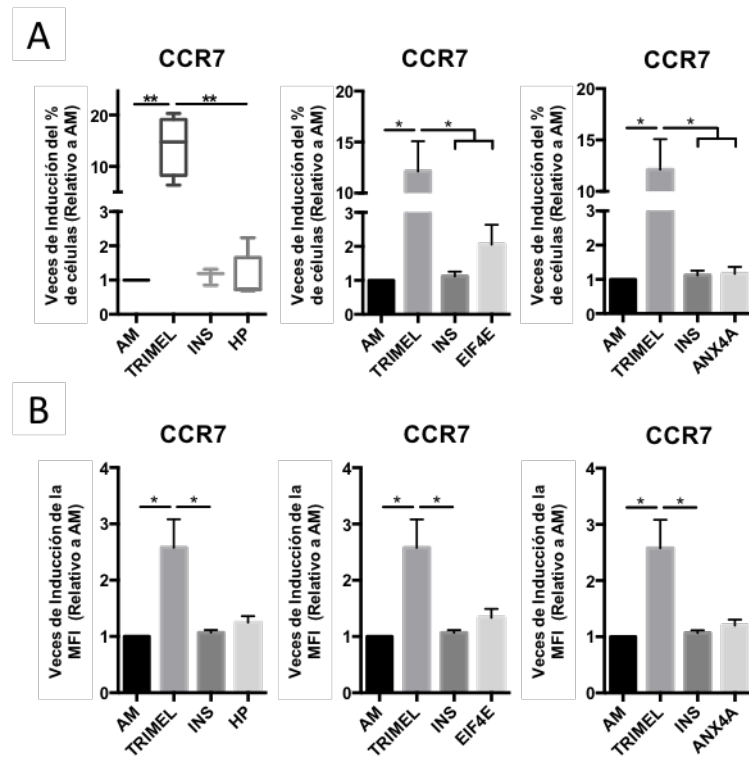 A
CCR7
CCR7
CCR7
Veces de Inducción del %
de células (Relativo a AM)
**
**
20
10
3
2
1
0
AM
TRIMEL
INS
HP
Veces de Inducción del %
de células (Relativo a AM)
*
*
20
15
10
3
2
1
0
AM
TRIMEL
INS
EIF4E
Veces de Inducción del %
de células (Relativo a AM)
*
*
20
15
10
3
2
1
0
AM
TRIMEL
INS
ANX4A
B
CCR7
CCR7
CCR7
Veces de Inducción de la
MFI (Relativo a AM)
*
*
4
3
2
1
0
AM
TRIMEL
INS
HP
Veces de Inducción de la
MFI (Relativo a AM)
*
*
4
3
2
1
0
AM
TRIMEL
INS
EIF4E
Veces de Inducción de la
MFI (Relativo a AM)
*
*
4
3
2
1
0
AM
TRIMEL
INS
ANX4A